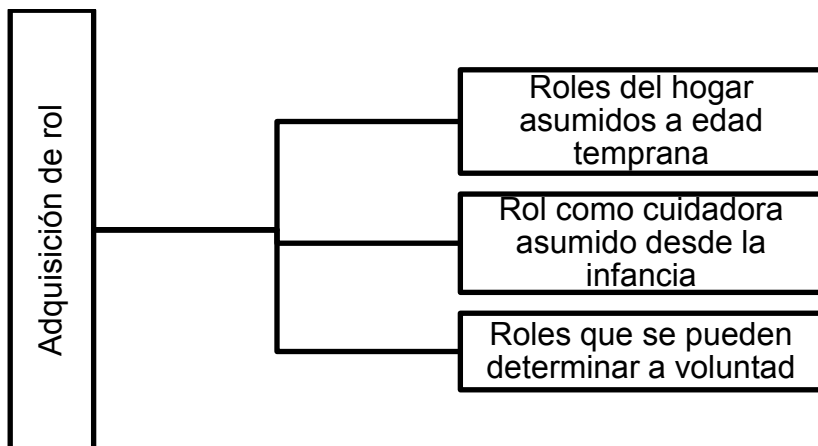 Adquisición de rol
Roles del hogar
asumidos a edad
temprana
Rol como cuidadora
asumido desde la
infancia
Roles que se pueden
determinar a voluntad